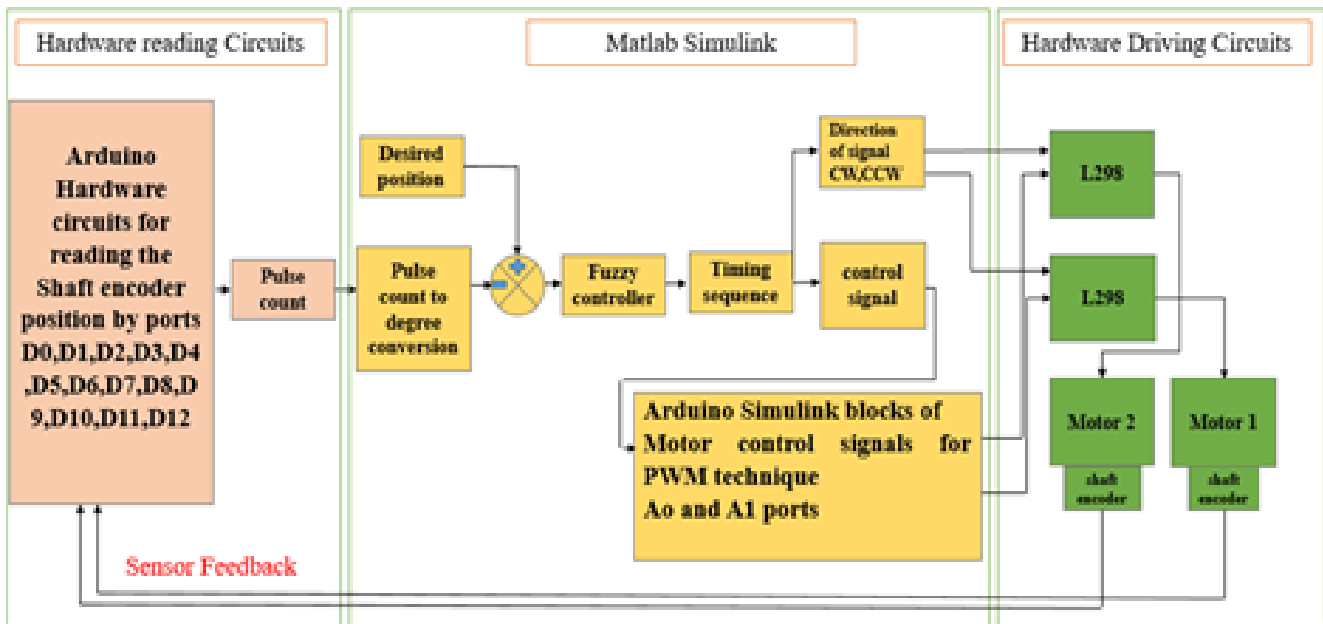 Hardware reading Circuits
Matlab Simulink
Hardware Driving Circuits
Arduino
Hardware
circuits for
reading the
Shaft encoder
position by ports
D0,D1,D2,D3,D4
,D5,D6,D7,D8,D
9,D10,D11,D12
Pulse
count
Desired
position
Pulse
count to
degree
conversion
Fuzzy
controller
Timing
sequence
Direction
of signal
CW,CCW
control
signal
Arduino Simulink blocks of
Motor control signals for
PWM technique
Ao and A1 ports
L298
L298
Motor 2
shaft
encoder
Motor 1
shaft
encoder
Sensor Feedback